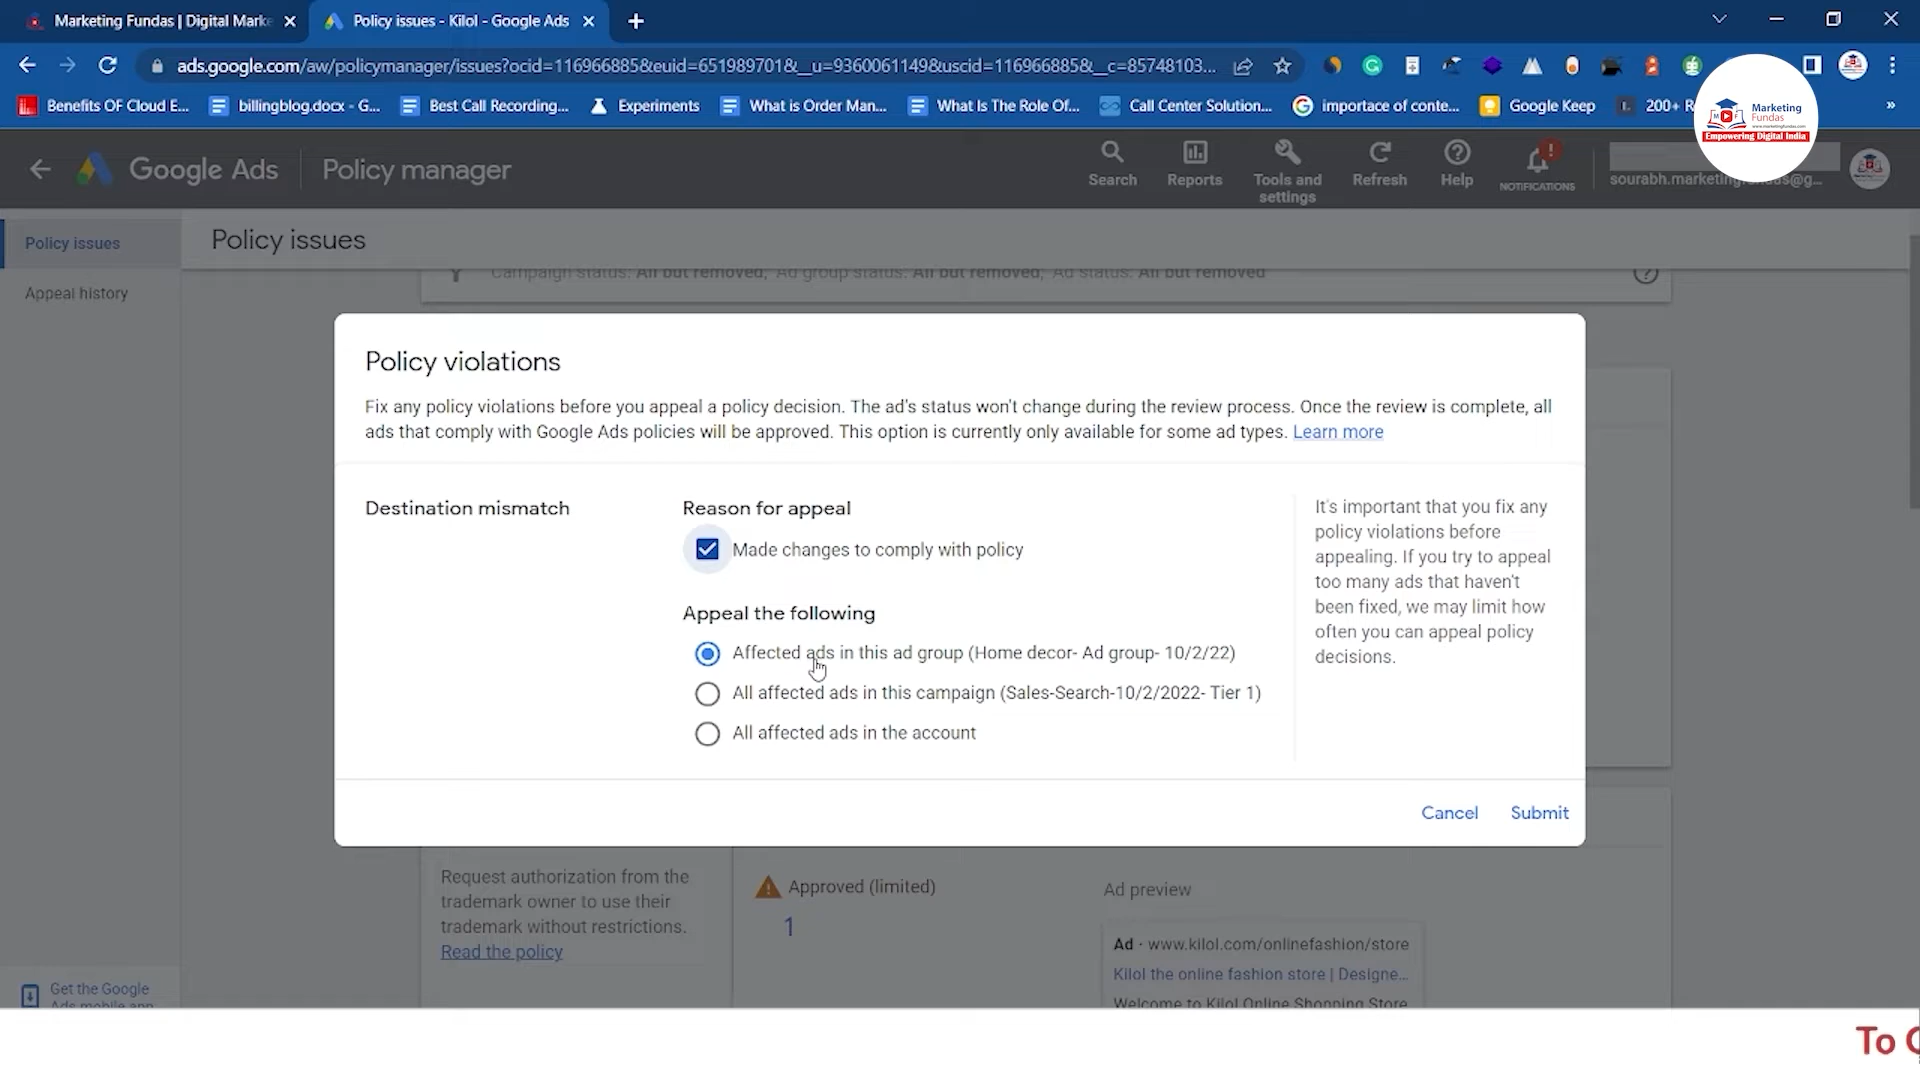 Marketing Fundas | Digital Marke
Policy issues - Kilol - Google Ads
ads.google.com/aw/policymanager/issues?ocid=116966885&euid=651989701&__u=9360061149&uscid=116966885&__c=85748103...
Benefits OF Cloud E...
billingblog.docx - G...
Best Call Recording...
Experiments
What is Order Man...
What Is The Role Of...
Call Center Solution...
importace of conte...
Google Keep
200+ R
»
Marketing
Fundas
www.marketingfundas.com
Empowering Digital India
Google Ads
Policy manager
Search
Reports
Tools and
settings
Refresh
Help
NOTIFICATIONS
sourabh.marketingfundas@g...
Policy issues
Appeal history
Policy issues
Campaign status: All but removed; Ad group status: All but removed; Ad status: All but removed
Policy violations
Fix any policy violations before you appeal a policy decision. The ad's status won't change during the review process. Once the review is complete, all
ads that comply with Google Ads policies will be approved. This option is currently only available for some ad types. Learn more
Destination mismatch
Reason for appeal
Made changes to comply with policy
Appeal the following
Affected ads in this ad group (Home decor- Ad group- 10/2/22)
All affected ads in this campaign (Sales-Search-10/2/2022- Tier 1)
All affected ads in the account
It's important that you fix any
policy violations before
appealing. If you try to appeal
too many ads that haven't
been fixed, we may limit how
often you can appeal policy
decisions.
Cancel
Submit
Request authorization from the
trademark owner to use their
trademark without restrictions.
Read the policy
Approved (limited)
1
Ad preview
Ad · www.kilol.com/onlinefashion/store
Kilol the online fashion store | Designe...
Welcome to Kilol Online Shopping Store
Get the Google
Ads mobile app
To